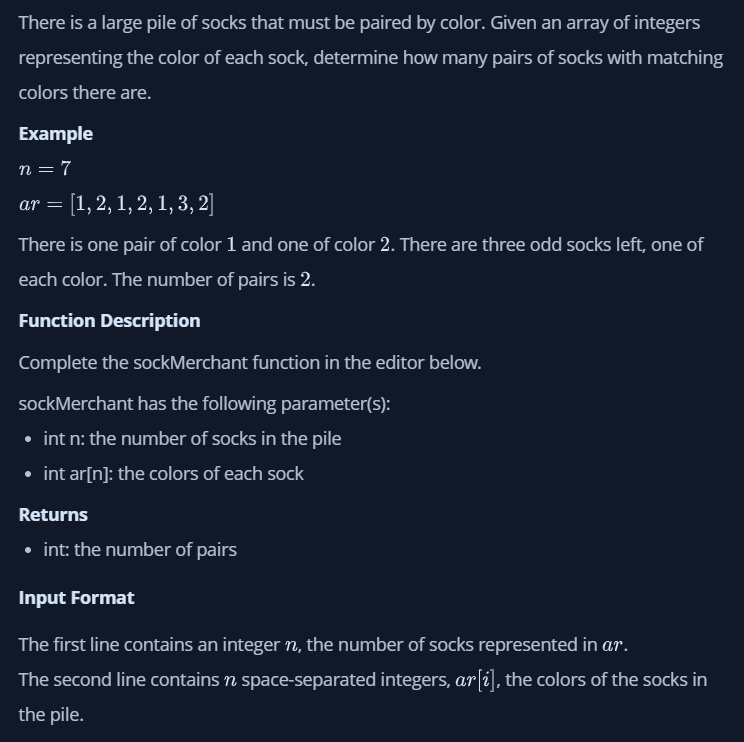 There is a large pile of socks that must be paired by color. Given an array of integers
representing the color of each sock, determine how many pairs of socks with matching
colors there are.
Example
n = 7
ar = [1, 2, 1, 2, 1, 3, 2]
There is one pair of color 1 and one of color 2. There are three odd socks left, one of
each color. The number of pairs is 2.
Function Description
Complete the sockMerchant function in the editor below.
sockMerchant has the following parameter(s):
• int n: the number of socks in the pile
• int ar[n]: the colors of each sock
Returns
• int: the number of pairs
Input Format
The first line contains an integer n, the number of socks represented in ar.
The second line contains n space-separated integers, ar[i], the colors of the socks in
the pile.